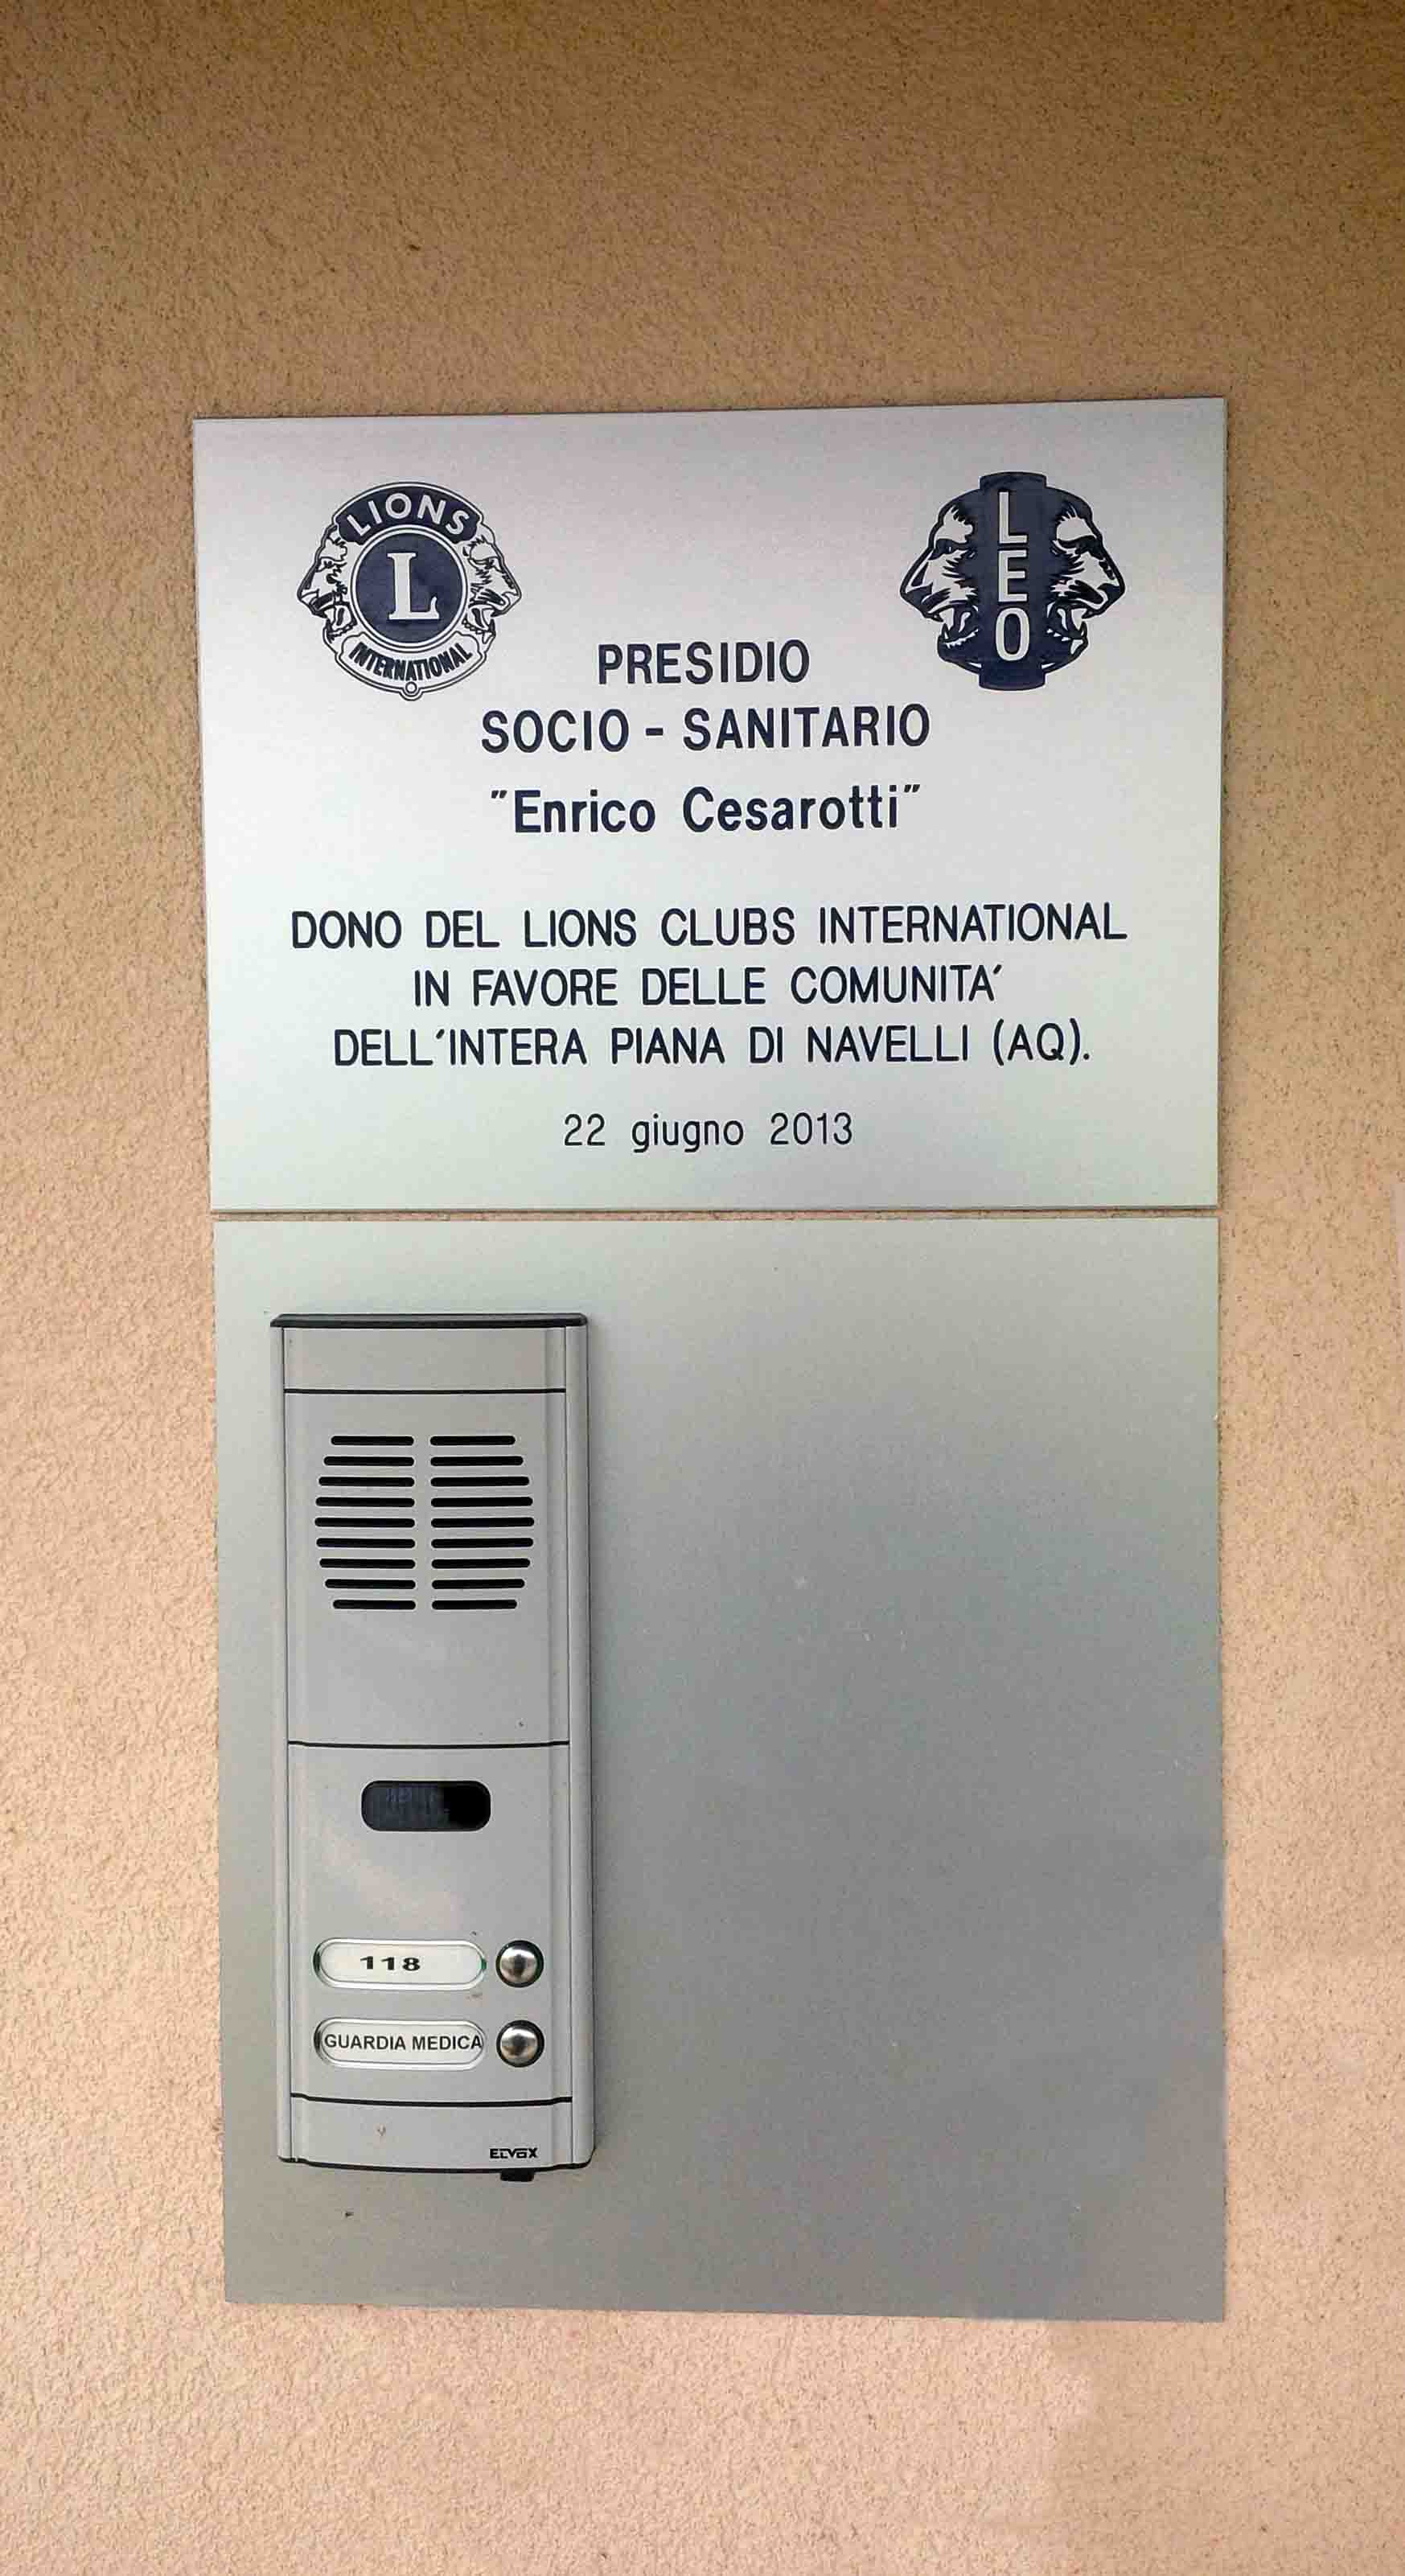 LIONS
L
INTERNATIONAL
LEO
PRESIDIO
SOCIO - SANITARIO
"Enrico Cesarotti"
DONO DEL LIONS CLUBS INTERNATIONAL
IN FAVORE DELLE COMUNITA'
DELL'INTERA PIANA DI NAVELLI (AQ).
22 giugno 2013
118
GUARDIA MEDICA
ELVOX